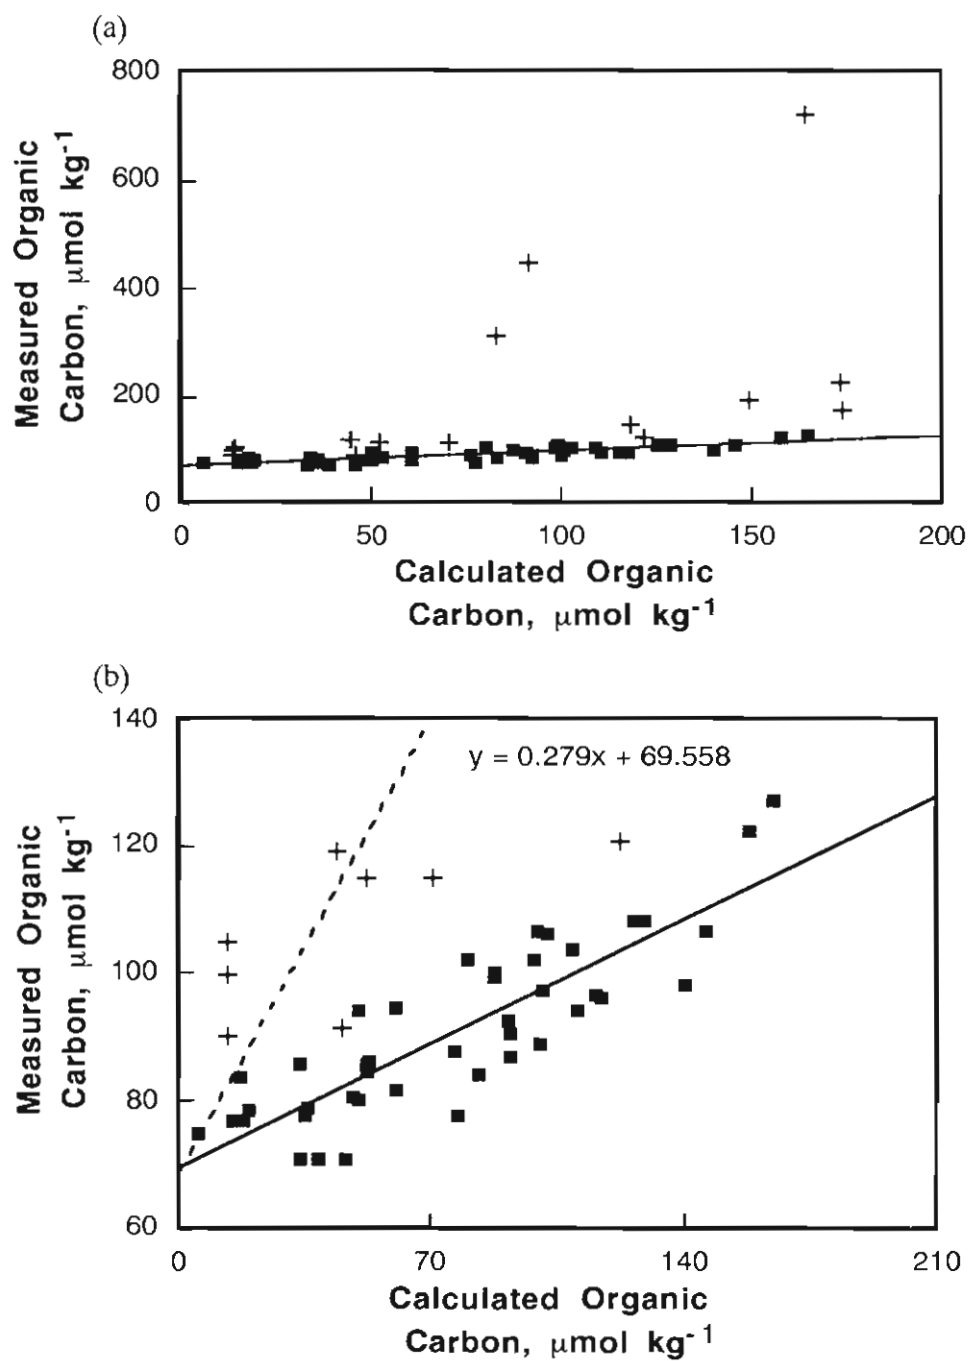 (a)
800
600
400
200
0
Measured Organic
Carbon, μmol kg-1
0 50 100 150 200
Calculated Organic
Carbon, μmol kg-1
(b)
140
120
100
80
60
Measured Organic
Carbon, μmol kg-1
y = 0.279x + 69.558
0 70 140 210
Calculated Organic
Carbon, μmol kg-1